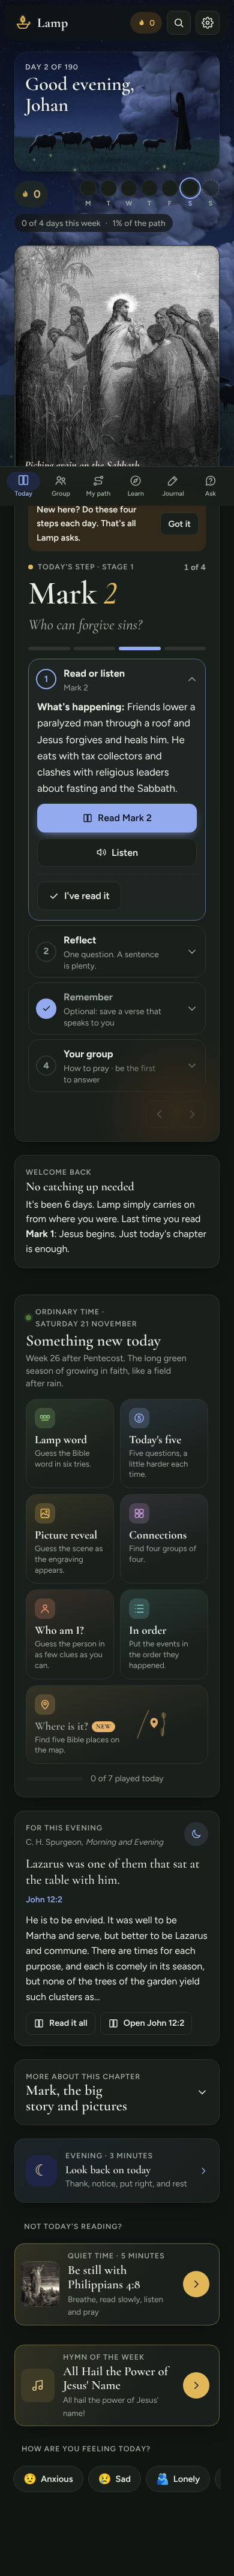 Lamp
0
DAY 2 OF 190
Good evening,
Johan
0
M T W T F S S
0 of 4 days this week · 1% of the path
Picking grain on the Sabbath
Today Group My path Learn Journal Ask
New here? Do these four
steps each day. That's all
Lamp asks.
Got it
TODAY'S STEP · STAGE 1
1 of 4
Mark 2
Who can forgive sins?
1
Read or listen
Mark 2
What's happening: Friends lower a
paralyzed man through a roof and
Jesus forgives and heals him. He
eats with tax collectors and
clashes with religious leaders
about fasting and the Sabbath.
Read Mark 2
Listen
I've read it
2
Reflect
One question. A sentence
is plenty.
Remember
Optional: save a verse that
speaks to you
4
Your group
How to pray · be the first
to answer
WELCOME BACK
No catching up needed
It's been 6 days. Lamp simply carries on
from where you were. Last time you read
Mark 1: Jesus begins. Just today's chapter
is enough.
ORDINARY TIME ·
SATURDAY 21 NOVEMBER
Something new today
Week 26 after Pentecost. The long green
season of growing in faith, like a field
after rain.
Lamp word
Guess the Bible
word in six tries.
Today's five
Five questions, a
little harder each
time.
Picture reveal
Guess the scene as
the engraving
appears.
Connections
Find four groups of
four.
Who am I?
Guess the person in
as few clues as you
can.
In order
Put the events in
the order they
happened.
Where is it? NEW
Find five Bible places on
the map.
0 of 7 played today
FOR THIS EVENING
C. H. Spurgeon, Morning and Evening
Lazarus was one of them that sat at
the table with him.
John 12:2
He is to be envied. It was well to be
Martha and serve, but better to be Lazarus
and commune. There are times for each
purpose, and each is comely in its season,
but none of the trees of the garden yield
such clusters as…
Read it all
Open John 12:2
MORE ABOUT THIS CHAPTER
Mark, the big
story and pictures
EVENING · 3 MINUTES
Look back on today
Thank, notice, put right, and rest
NOT TODAY'S READING?
QUIET TIME · 5 MINUTES
Be still with
Philippians 4:8
Breathe, read slowly, listen
and pray
HYMN OF THE WEEK
All Hail the Power of
Jesus' Name
All hail the power of Jesus'
name!
HOW ARE YOU FEELING TODAY?
Anxious
Sad
Lonely